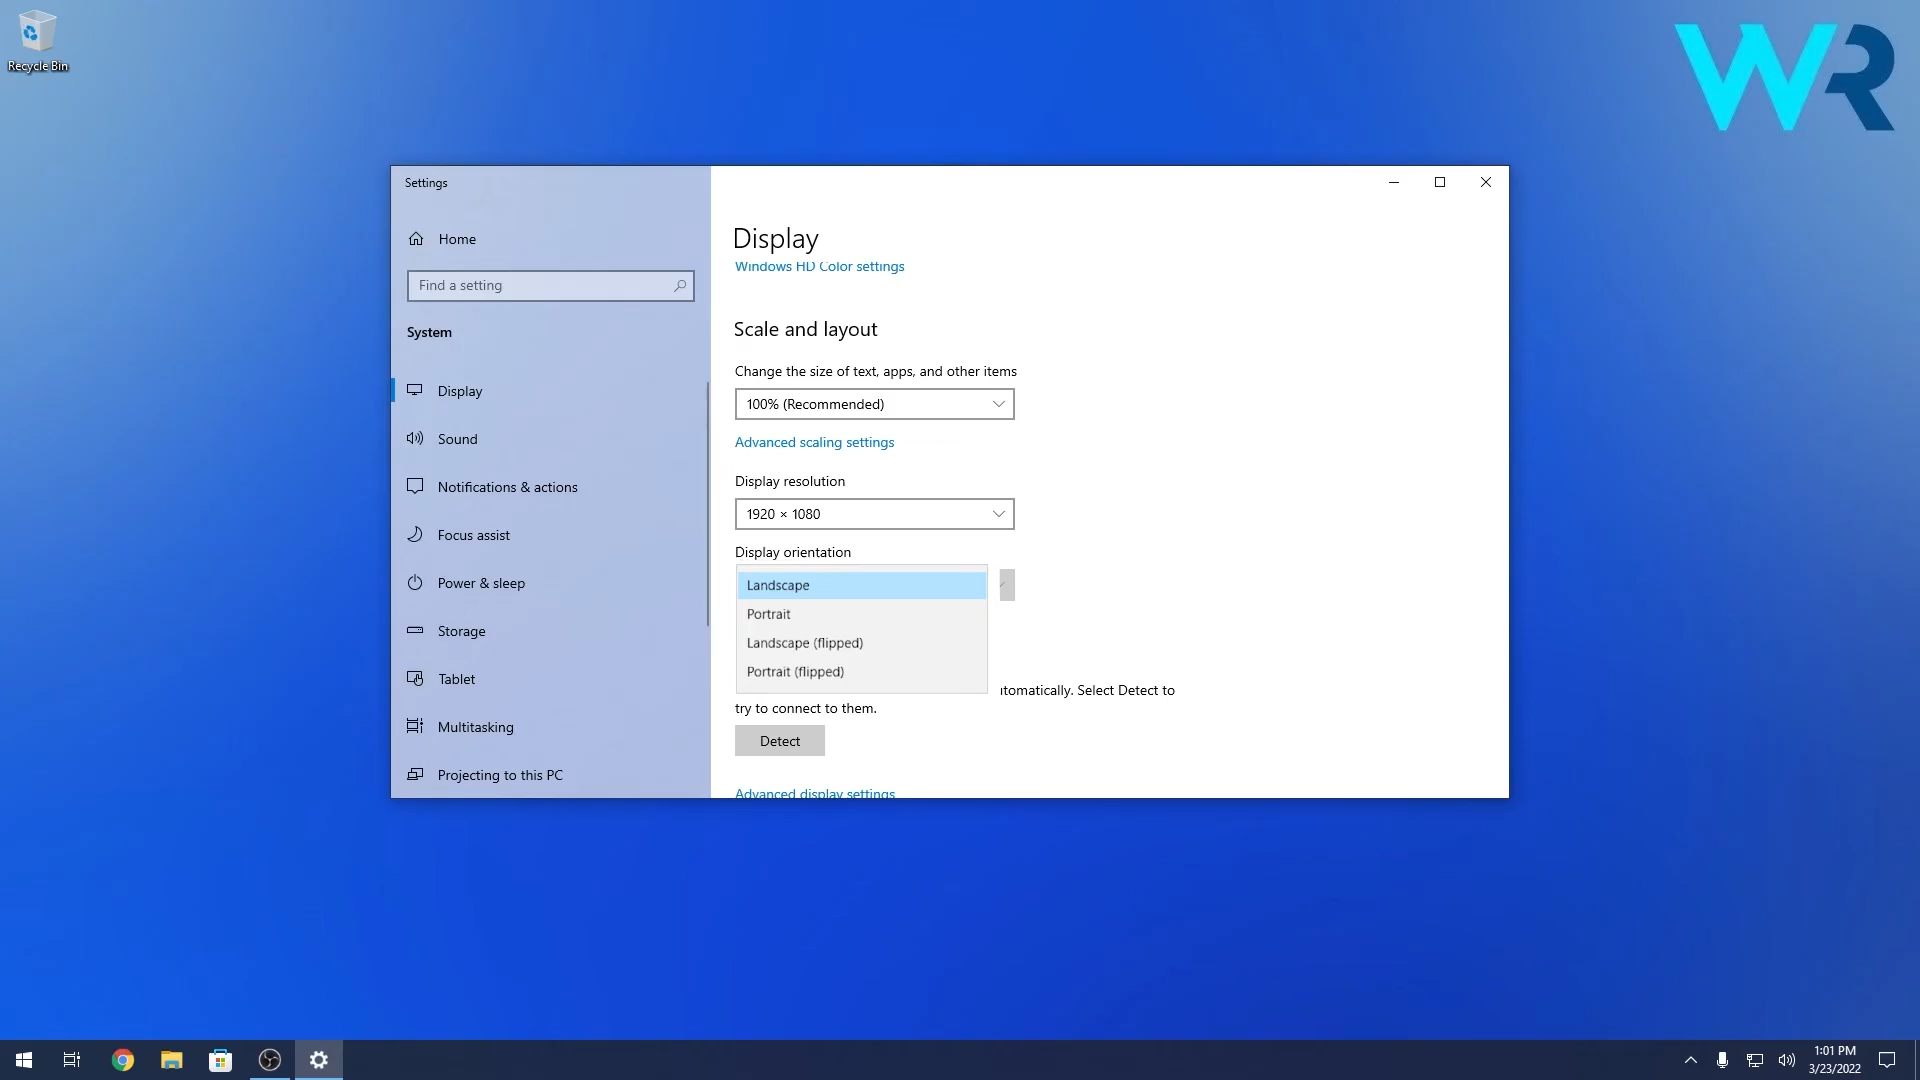 Recycle Bin
WR
Settings
Home
Find a setting
System
Display
Sound
Notifications & actions
Focus assist
Power & sleep
Storage
Tablet
Multitasking
Projecting to this PC
Display
Windows HD Color settings
Scale and layout
Change the size of text, apps, and other items
100% (Recommended)
Advanced scaling settings
Display resolution
1920 × 1080
Display orientation
Landscape
Portrait
Landscape (flipped)
Portrait (flipped)
tomatically. Select Detect to
try to connect to them.
Detect
Advanced display settings
1:01 PM
3/23/2022